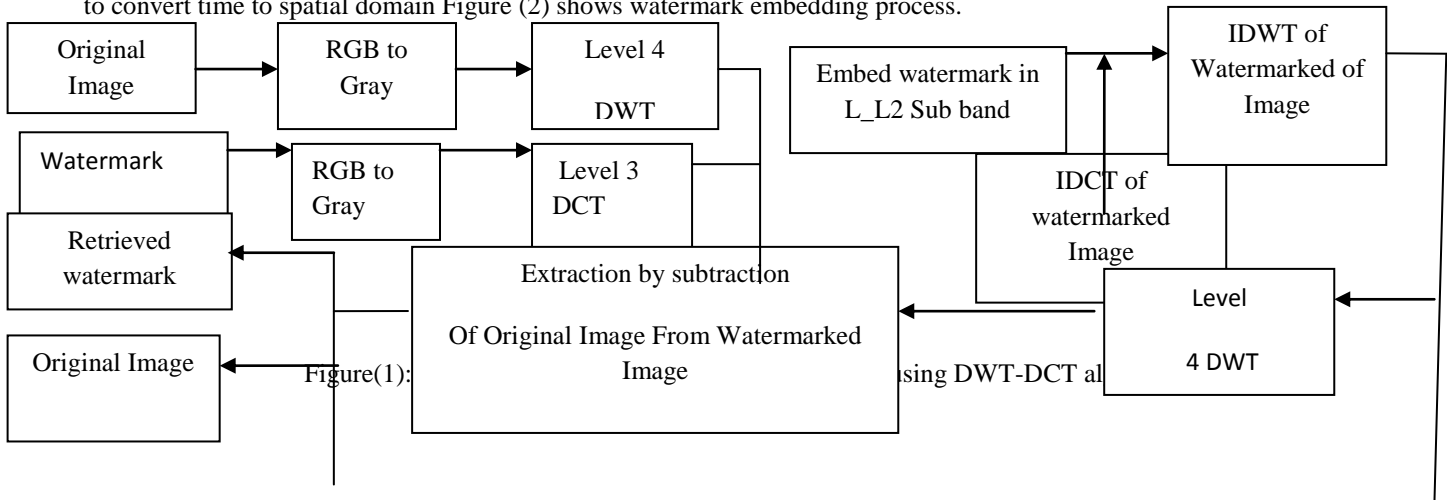 to convert time to spatial domain Figure (2) shows watermark embedding process.
Original
Image
RGB to
Gray
Level 4
DWT
Embed watermark in
L_L2 Sub band
IDWT of
Watermarked of
Image
Watermark
RGB to
Gray
Level 3
DCT
IDCT of
watermarked
Image
Retrieved
watermark
Extraction by subtraction
Of Original Image From Watermarked
Image
Level
4 DWT
Original Image
Figure(1):
using DWT-DCT al